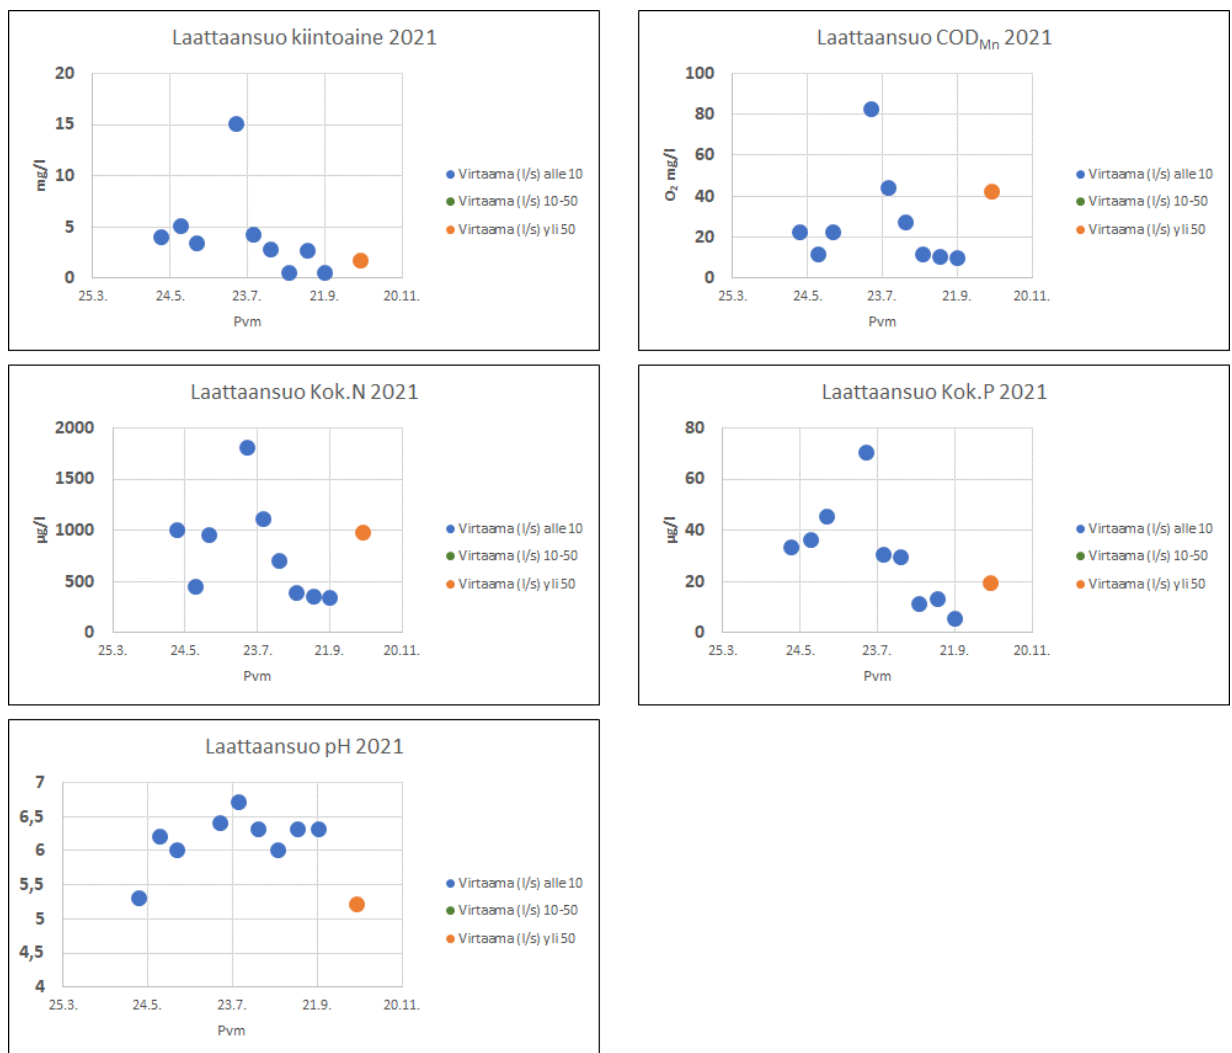 Laattaansuo kiintoaine 2021
20
15
10
5
0
mg/l
25.3.
24.5.
23.7.
21.9.
20.11.
Pvm
Virtaama (l/s) alle 10
Virtaama (l/s) 10-50
Virtaama (l/s) yli 50
Laattaansuo COD Mn 2021
100
80
60
40
20
0
O₂ mg/l
25.3.
24.5.
23.7.
21.9.
20.11.
Pvm
Virtaama (l/s) alle 10
Virtaama (l/s) 10-50
Virtaama (l/s) yli 50
Laattaansuo Kok.N 2021
2000
1500
1000
500
0
µg/l
25.3.
24.5.
23.7.
21.9.
20.11.
Pvm
Virtaama (l/s) alle 10
Virtaama (l/s) 10-50
Virtaama (l/s) yli 50
Laattaansuo Kok.P 2021
80
60
40
20
0
µg/l
25.3.
24.5.
23.7.
21.9.
20.11.
Pvm
Virtaama (l/s) alle 10
Virtaama (l/s) 10-50
Virtaama (l/s) yli 50
Laattaansuo pH 2021
7
6,5
6
5,5
5
4,5
4
25.3.
24.5.
23.7.
21.9.
20.11.
Pvm
Virtaama (l/s) alle 10
Virtaama (l/s) 10-50
Virtaama (l/s) yli 50